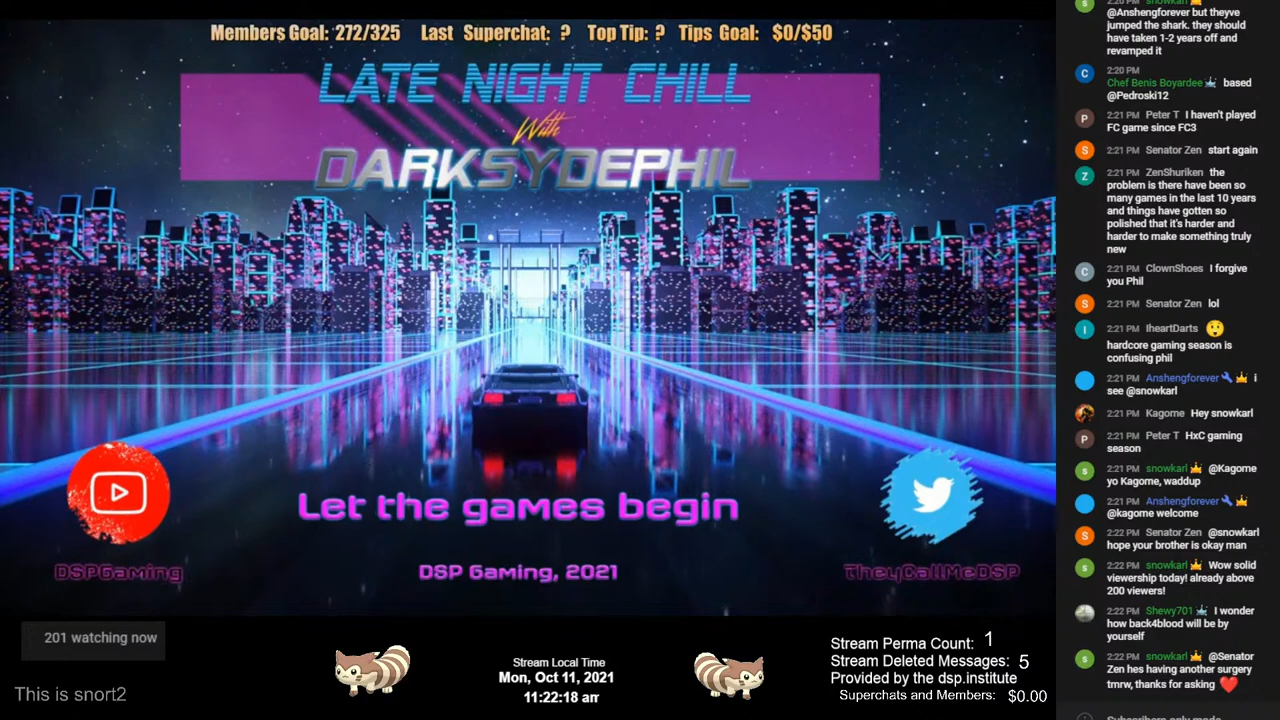 Members Goal: 272/325 Last Superchat: ? Top Tip: ? Tips Goal: $0/$50
LATE NIGHT CHILL
With
DARKSYDEPHIL
Let the games begin
DSPGaming
DSP Gaming, 2021
TheyCallMeDSP
201 watching now
This is snort2
Stream Local Time
Mon, Oct 11, 2021
11:22:18 am
Stream Perma Count: 1
Stream Deleted Messages: 5
Provided by the dsp.institute
Superchats and Members: $0.00
2:20 PM snowkarl
@Anshengforever but theyve
jumped the shark. they should
have taken 1-2 years off and
revamped it
2:20 PM
Chef Benis Boyardee based
@Pedroski12
2:21 PM Peter T I haven't played
FC game since FC3
2:21 PM Senator Zen start again
2:21 PM ZenShuriken the
problem is there have been so
many games in the last 10 years
and things have gotten so
polished that it's harder and
harder to make something truly
new
2:21 PM ClownShoes I forgive
you Phil
2:21 PM Senator Zen lol
2:21 PM IheartDarts
hardcore gaming season is
confusing phil
2:21 PM Anshengforever i
see @snowkarl
2:21 PM Kagome Hey snowkarl
2:21 PM Peter T HxC gaming
season
2:21 PM snowkarl @Kagome
yo Kagome, waddup
2:21 PM Anshengforever
@kagome welcome
2:22 PM Senator Zen @snowkarl
hope your brother is okay man
2:22 PM snowkarl Wow solid
viewership today! already above
200 viewers!
2:22 PM Shewy701 I wonder
how back4blood will be by
yourself
2:22 PM snowkarl @Senator
Zen hes having another surgery
tmrw, thanks for asking
Subscribers-only mode